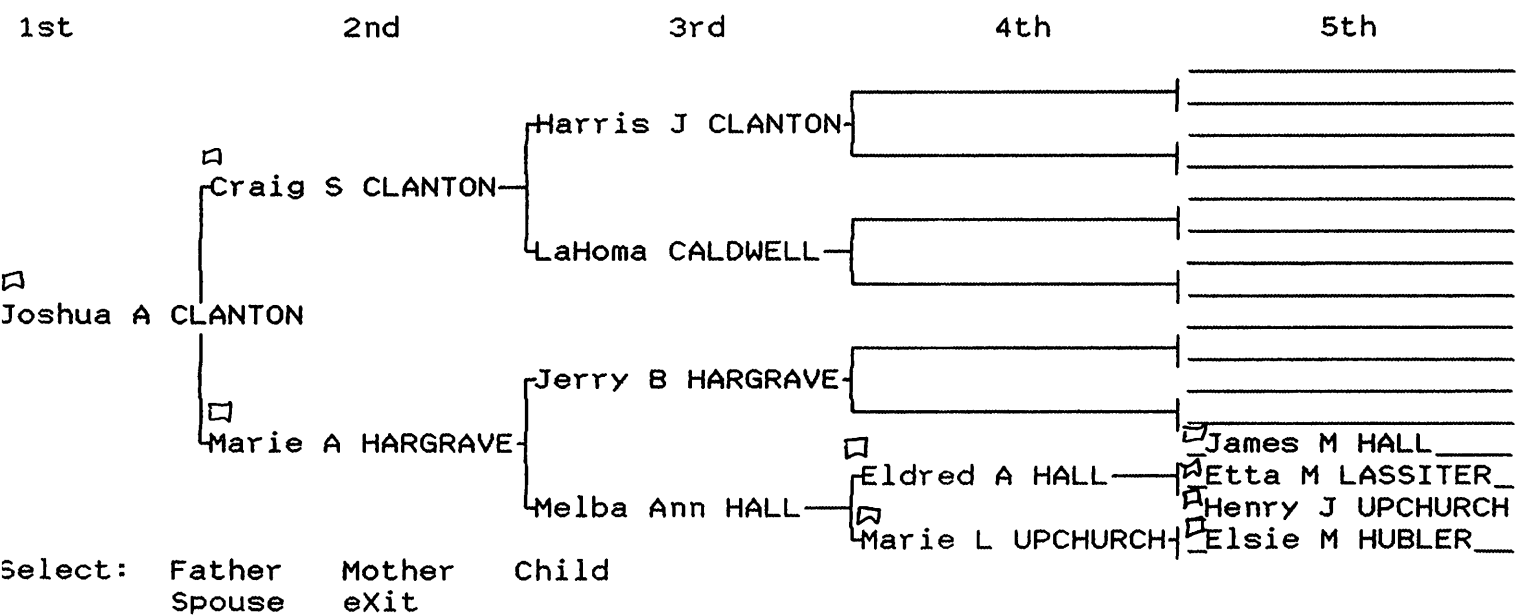 1st 2nd 3rd 4th 5th
Harris J CLANTON
Craig S CLANTON
LaHoma CALDWELL
Joshua A CLANTON
Jerry B HARGRAVE
Marie A HARGRAVE
James M HALL
Eldred A HALL
Etta M LASSITER
Melba Ann HALL
Henry J UPCHURCH
Marie L UPCHURCH
Elsie M HUBLER
Select: Father Mother Child
Spouse eXit